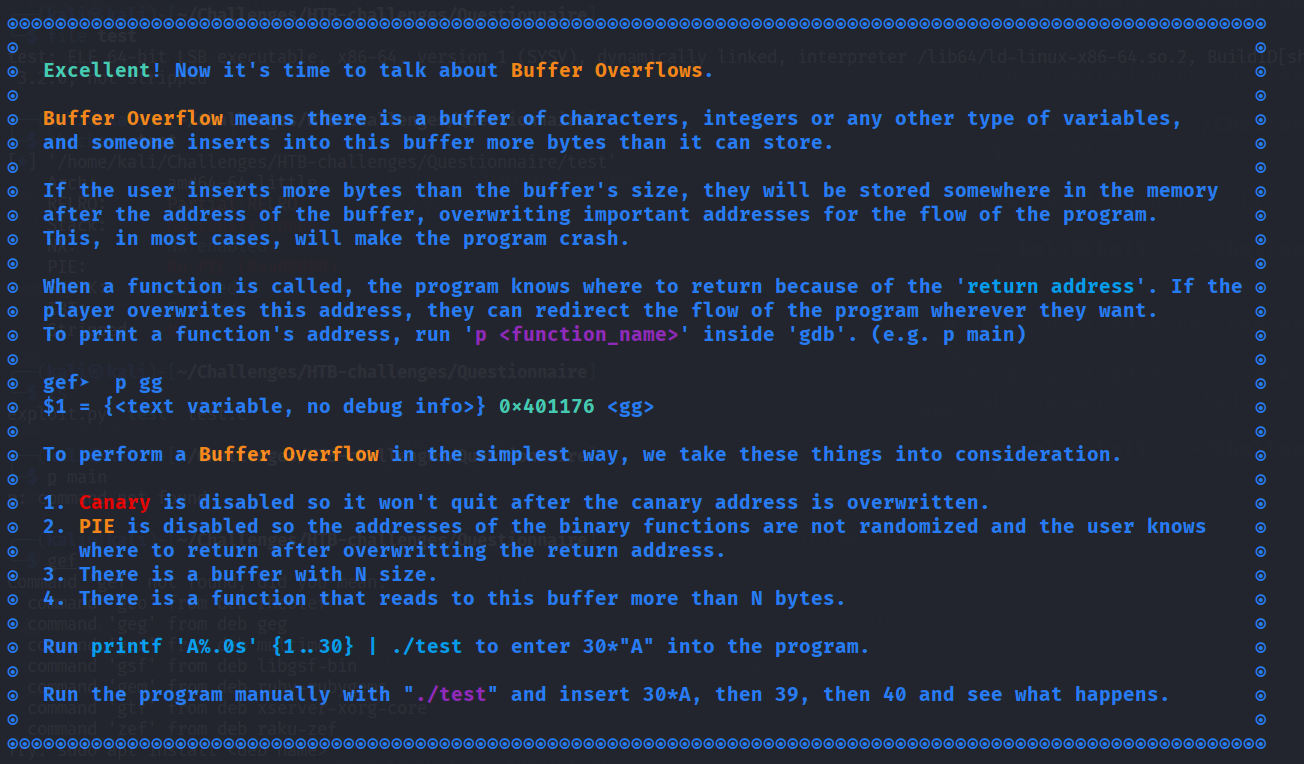 Excellent! Now it's time to talk about Buffer Overflows.
Buffer Overflow means there is a buffer of characters, integers or any other type of variables,
and someone inserts into this buffer more bytes than it can store.
If the user inserts more bytes than the buffer's size, they will be stored somewhere in the memory
after the address of the buffer, overwriting important addresses for the flow of the program.
This, in most cases, will make the program crash.
When a function is called, the program knows where to return because of the 'return address'. If the
player overwrites this address, they can redirect the flow of the program wherever they want.
To print a function's address, run 'p <function_name>' inside 'gdb'. (e.g. p main)
gef➤  p gg
$1 = {<text variable, no debug info>} 0×401176 <gg>
To perform a Buffer Overflow in the simplest way, we take these things into consideration.
1. Canary is disabled so it won't quit after the canary address is overwritten.
2. PIE is disabled so the addresses of the binary functions are not randomized and the user knows
where to return after overwritting the return address.
3. There is a buffer with N size.
4. There is a function that reads to this buffer more than N bytes.
Run printf 'A%.0s' {1..30} | ./test to enter 30*"A" into the program.
Run the program manually with "./test" and insert 30*A, then 39, then 40 and see what happens.